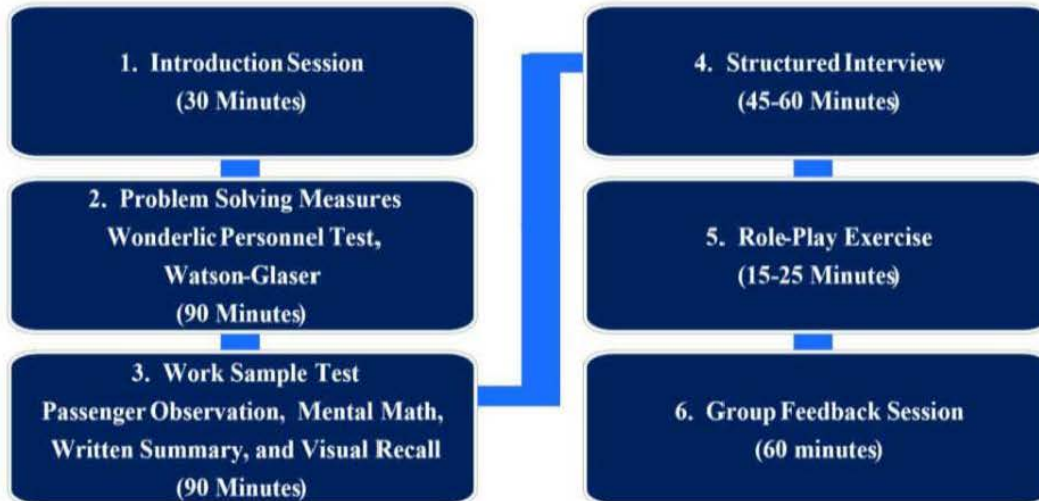 1. Introduction Session
(30 Minutes)
2. Problem Solving Measures
Wonderlic Personnel Test,
Watson-Glaser
(90 Minutes)
3. Work Sample Test
Passenger Observation, Mental Math,
Written Summary, and Visual Recall
(90 Minutes)
4. Structured Interview
(45-60 Minutes)
5. Role-Play Exercise
(15-25 Minutes)
6. Group Feedback Session
(60 minutes)